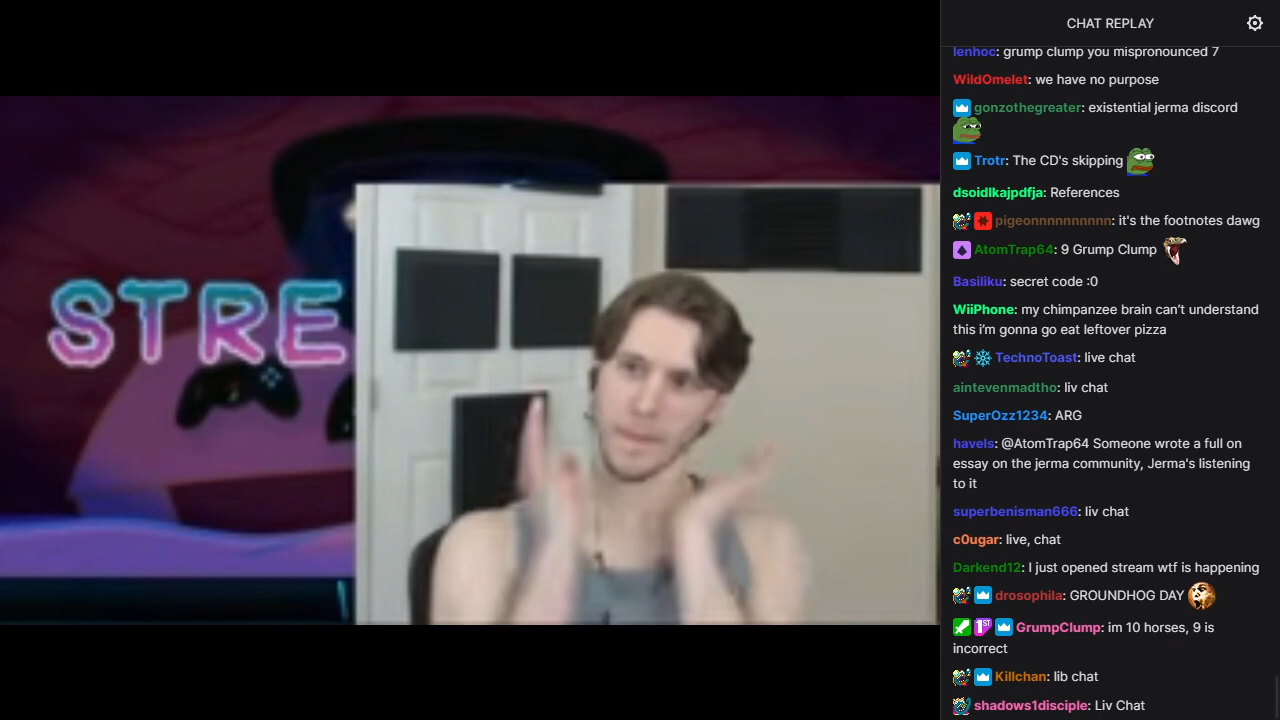 STRE
CHAT REPLAY
lenhoc: grump clump you mispronounced 7
WildOmelet: we have no purpose
gonzothegreater: existential jerma discord
Trotr: The CD's skipping
dsoidlkajpdfja: References
pigeonnnnnnnnnn: it's the footnotes dawg
AtomTrap64: 9 Grump Clump
Basiliku: secret code :0
WiiPhone: my chimpanzee brain can't understand
this i'm gonna go eat leftover pizza
TechnoToast: live chat
aintevenmadtho: liv chat
SuperOzz1234: ARG
havels: @AtomTrap64 Someone wrote a full on
essay on the jerma community, Jerma's listening
to it
superbenisman666: liv chat
c0ugar: live, chat
Darkend12: I just opened stream wtf is happening
drosophila: GROUNDHOG DAY
1ST GrumpClump: im 10 horses, 9 is
incorrect
Killchan: lib chat
shadows1disciple: Liv Chat